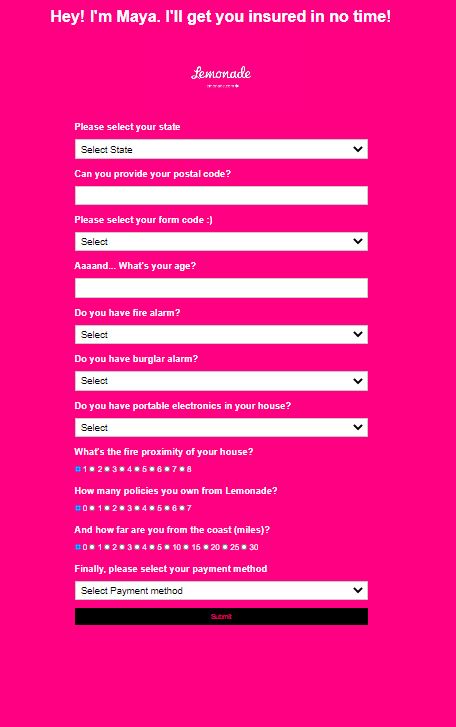 Hey! I'm Maya. I'll get you insured in no time!
Lemonade
Please select your state
Select State
Can you provide your postal code?
Please select your form code :)
Select
Aaaand... What's your age?
Do you have fire alarm?
Select
Do you have burglar alarm?
Select
Do you have portable electronics in your house?
Select
What's the fire proximity of your house?
1 2 3 4 5 6 7 8
How many policies you own from Lemonade?
0 1 2 3 4 5 6 7
And how far are you from the coast (miles)?
0 1 2 3 4 5 10 15 20 25 30
Finally, please select your payment method
Select Payment method
Submit